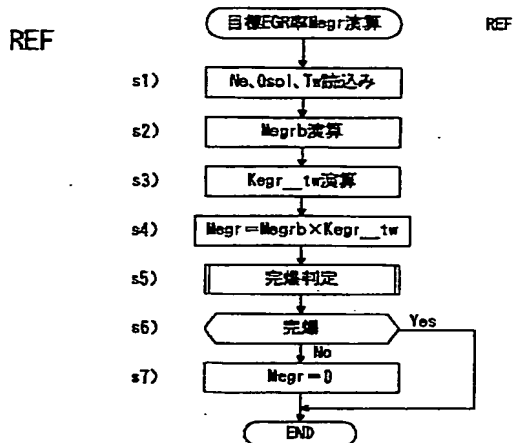 目標EGR率Megr演算
REF
REF
s1)
Ne、Qsol、Tw読込み
s2)
Megrb演算
s3)
Kegr__tw演算
s4)
Megr=Megrb×Kegr__tw
s5)
完爆判定
s6)
完爆
Yes
No
s7)
Megr=0
END